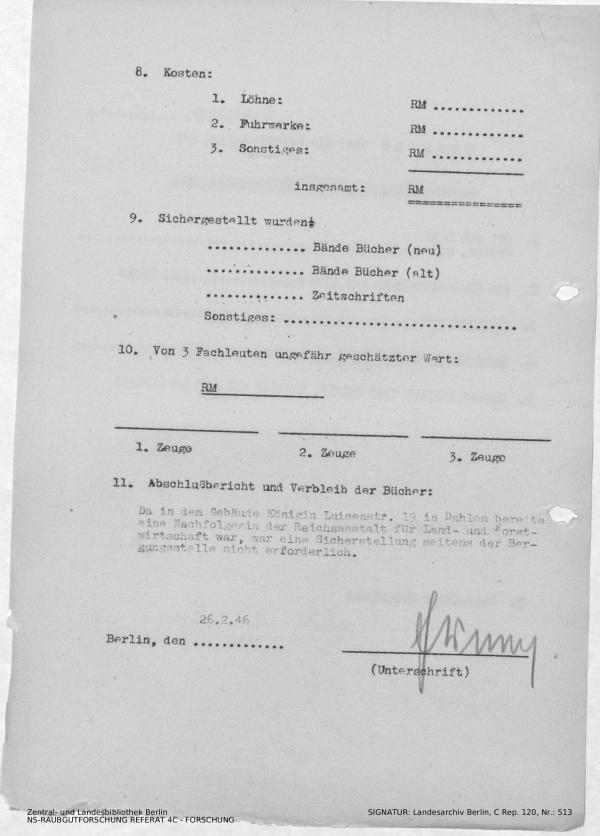 8. Kosten:
1. Löhne: RM ............
2. Fuhrwerke: RM ............
3. Sonstiges: RM ............
insgesamt: RM
===============
9. Sichergestellt wurden:
............. Bände Bücher (neu)
............. Bände Bücher (alt)
............. Zeitschriften
Sonstiges: ................................
10. Von 3 Fachleuten ungefähr geschätzter Wert:
RM
1. Zeuge 2. Zeuge 3. Zeuge
11. Abschlußbericht und Verbleib der Bücher:
Da in dem Gebäude Königin Luisenstr. 19 in Dahlem bereits
eine Nachfolgerin der Reichsanstalt für Land- und Forst-
wirtschaft war, war eine Sicherstellung seitens der Ber-
gungsstelle nicht erforderlich.
26.2.46
Berlin, den .............
(Unterschrift)
Zentral- und Landesbibliothek Berlin
NS-RAUBGUTFORSCHUNG REFERAT 4C - FORSCHUNG
SIGNATUR: Landesarchiv Berlin, C Rep. 120, Nr.: 513